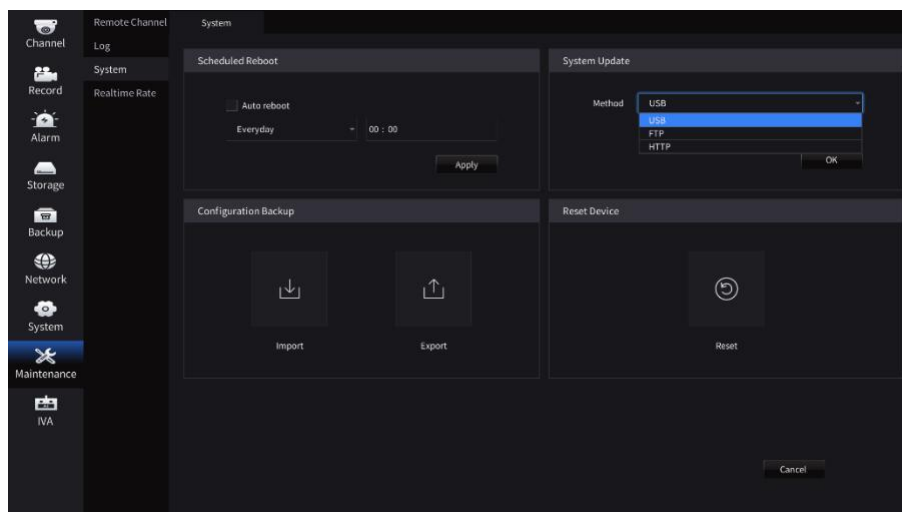 Channel
Record
Alarm
Storage
Backup
Network
System
Maintenance
IVA
Remote Channel
Log
System
Realtime Rate
System
Scheduled Reboot
Auto reboot
Everyday 00 : 00
Apply
System Update
Method USB
USB
FTP
HTTP
OK
Configuration Backup
Import Export
Reset Device
Reset
Cancel